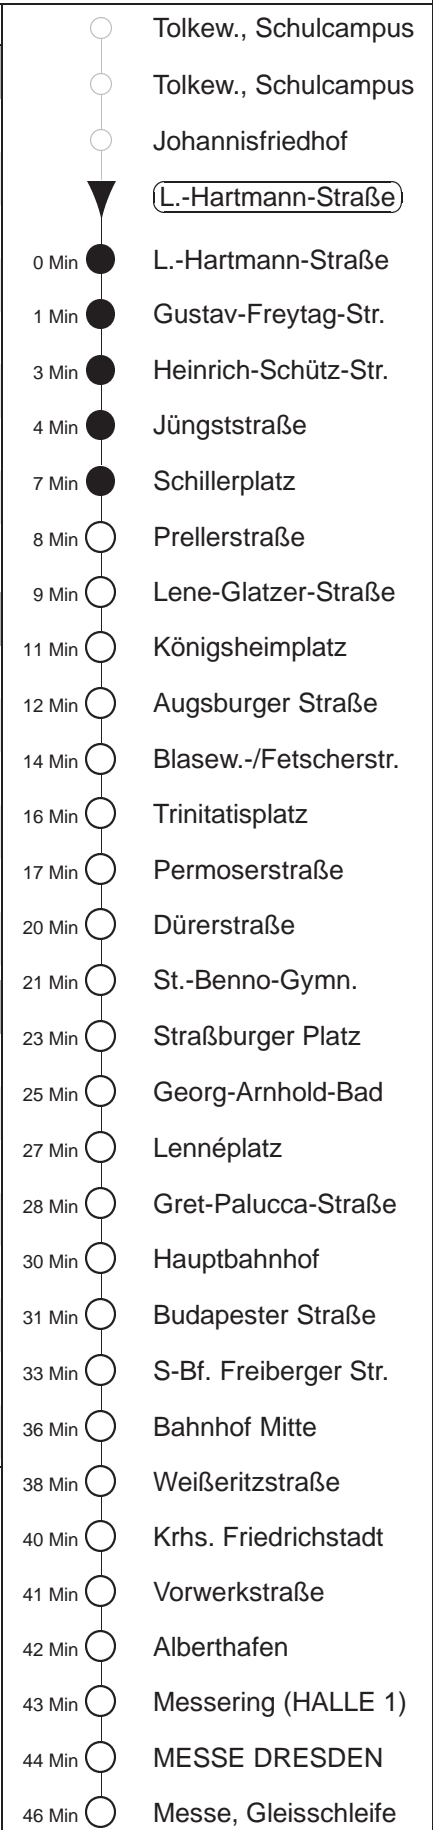 Tolkew., Schulcampus
Tolkew., Schulcampus
Johannisfriedhof
L.-Hartmann-Straße
0 Min L.-Hartmann-Straße
1 Min Gustav-Freytag-Str.
3 Min Heinrich-Schütz-Str.
4 Min Jüngststraße
7 Min Schillerplatz
8 Min Prellerstraße
9 Min Lene-Glatzer-Straße
11 Min Königsheimplatz
12 Min Augsburger Straße
14 Min Blasew.-/Fetscherstr.
16 Min Trinitatisplatz
17 Min Permoserstraße
20 Min Dürerstraße
21 Min St.-Benno-Gymn.
23 Min Straßburger Platz
25 Min Georg-Arnhold-Bad
27 Min Lennéplatz
28 Min Gret-Palucca-Straße
30 Min Hauptbahnhof
31 Min Budapester Straße
33 Min S-Bf. Freiberger Str.
36 Min Bahnhof Mitte
38 Min Weißeritzstraße
40 Min Krhs. Friedrichstadt
41 Min Vorwerkstraße
42 Min Alberthafen
43 Min Messering (HALLE 1)
44 Min MESSE DRESDEN
46 Min Messe, Gleisschleife